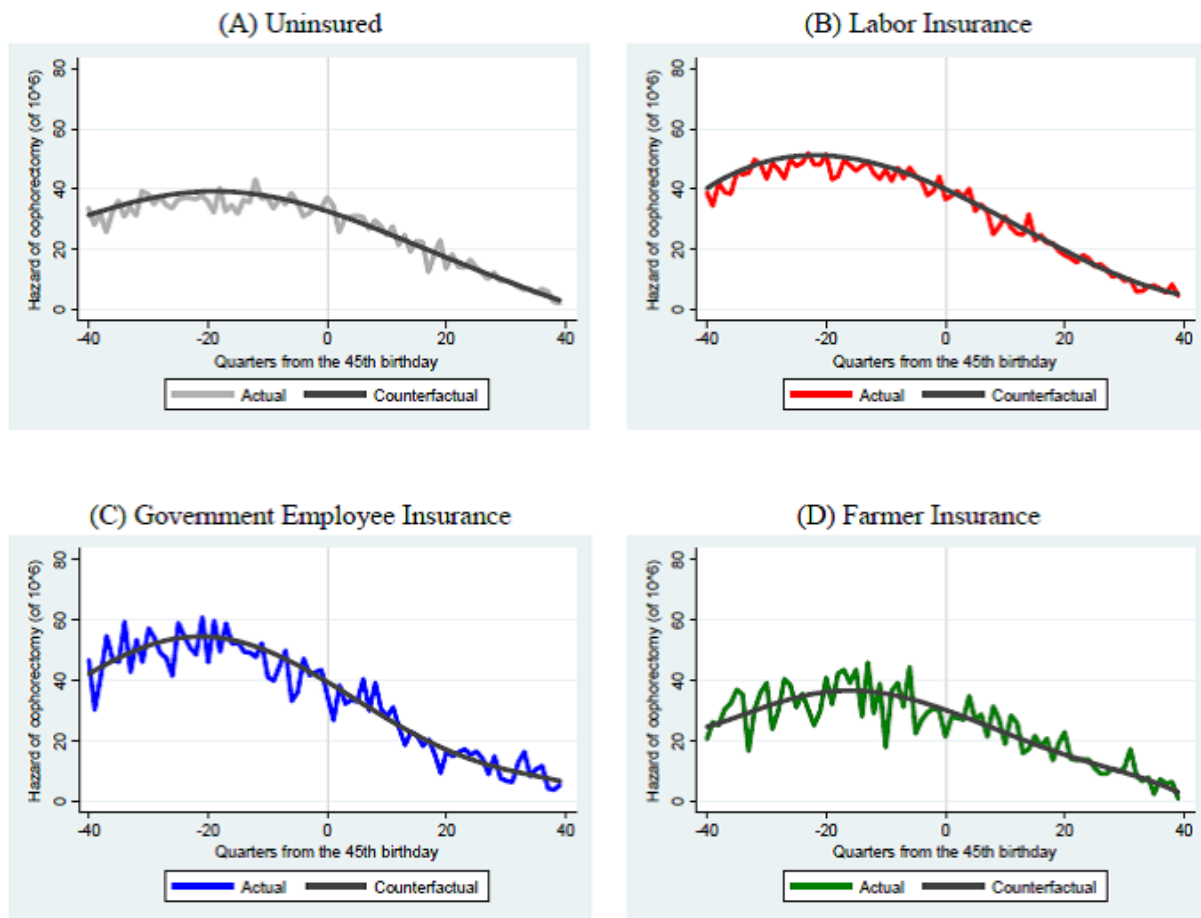 (A) Uninsured
Hazard of oophorectomy (of 10^6)
80
60
40
20
0
-40 -20 0 20 40
Quarters from the 45th birthday
Actual Counterfactual
(B) Labor Insurance
Hazard of oophorectomy (of 10^6)
80
60
40
20
0
-40 -20 0 20 40
Quarters from the 45th birthday
Actual Counterfactual
(C) Government Employee Insurance
Hazard of oophorectomy (of 10^6)
80
60
40
20
0
-40 -20 0 20 40
Quarters from the 45th birthday
Actual Counterfactual
(D) Farmer Insurance
Hazard of oophorectomy (of 10^6)
80
60
40
20
0
-40 -20 0 20 40
Quarters from the 45th birthday
Actual Counterfactual